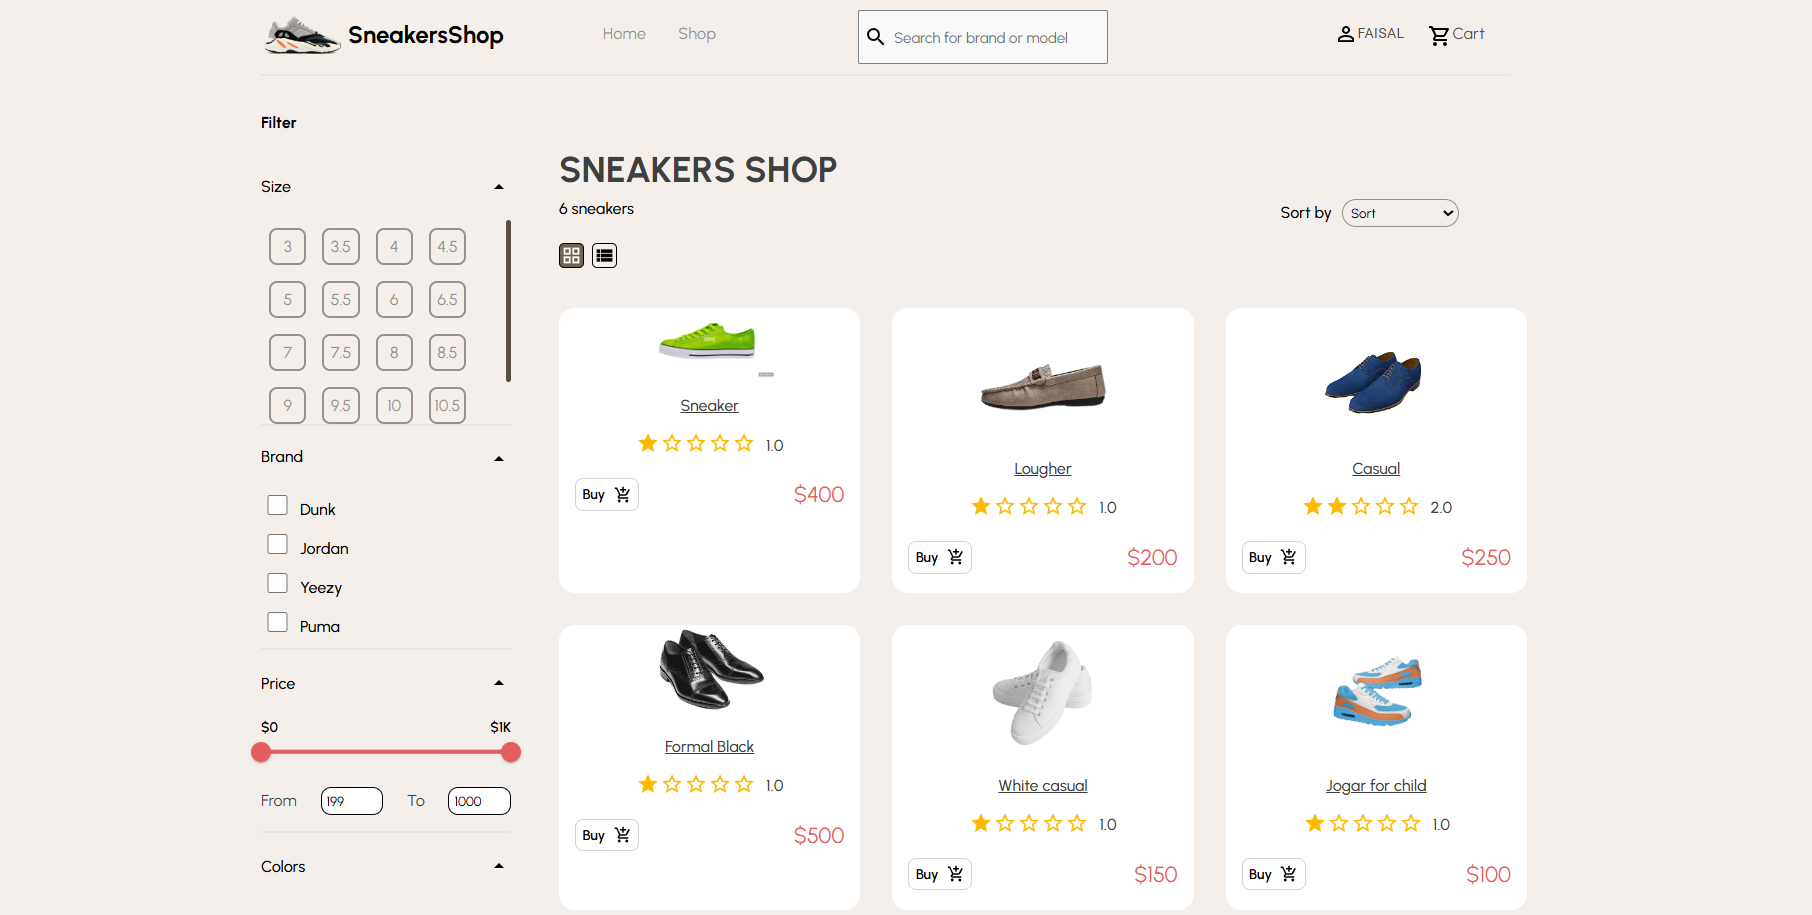 SneakersShop
Home
Shop
Search for brand or model
FAISAL
Cart
Filter
Size
3 3.5 4 4.5
5 5.5 6 6.5
7 7.5 8 8.5
9 9.5 10 10.5
Brand
Dunk
Jordan
Yeezy
Puma
Price
$0 $1K
From 199 To 1000
Colors
SNEAKERS SHOP
6 sneakers
Sort by Sort
Sneaker
1.0
Buy $400
Lougher
1.0
Buy $200
Casual
2.0
Buy $250
Formal Black
1.0
Buy $500
White casual
1.0
Buy $150
Jogar for child
1.0
Buy $100